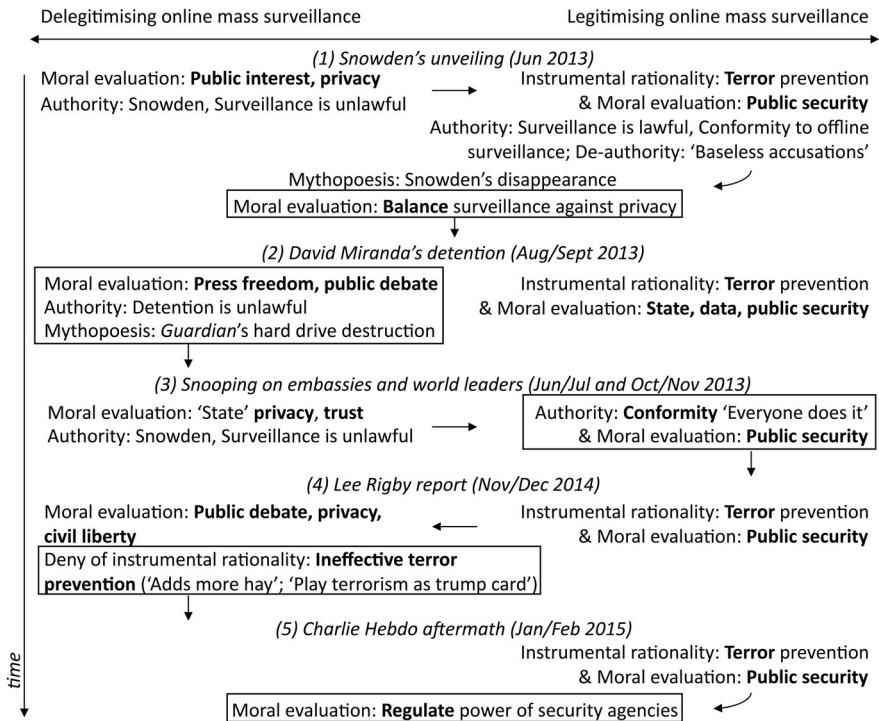 Delegitimising online mass surveillance
Legitimising online mass surveillance
(1) Snowden's unveiling (Jun 2013)
Moral evaluation: Public interest, privacy
Authority: Snowden, Surveillance is unlawful
Instrumental rationality: Terror prevention
& Moral evaluation: Public security
Authority: Surveillance is lawful, Conformity to offline
surveillance; De-authority: 'Baseless accusations'
Mythopoesis: Snowden's disappearance
Moral evaluation: Balance surveillance against privacy
(2) David Miranda's detention (Aug/Sept 2013)
Moral evaluation: Press freedom, public debate
Authority: Detention is unlawful
Mythopoesis: Guardian's hard drive destruction
Instrumental rationality: Terror prevention
& Moral evaluation: State, data, public security
(3) Snooping on embassies and world leaders (Jun/Jul and Oct/Nov 2013)
Moral evaluation: 'State' privacy, trust
Authority: Snowden, Surveillance is unlawful
Authority: Conformity 'Everyone does it'
& Moral evaluation: Public security
(4) Lee Rigby report (Nov/Dec 2014)
Moral evaluation: Public debate, privacy,
civil liberty
Deny of instrumental rationality: Ineffective terror
prevention ('Adds more hay'; 'Play terrorism as trump card')
Instrumental rationality: Terror prevention
& Moral evaluation: Public security
(5) Charlie Hebdo aftermath (Jan/Feb 2015)
Instrumental rationality: Terror prevention
& Moral evaluation: Public security
Moral evaluation: Regulate power of security agencies
time